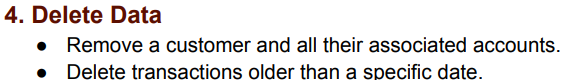 4. Delete Data
● Remove a customer and all their associated accounts.
● Delete transactions older than a specific date.